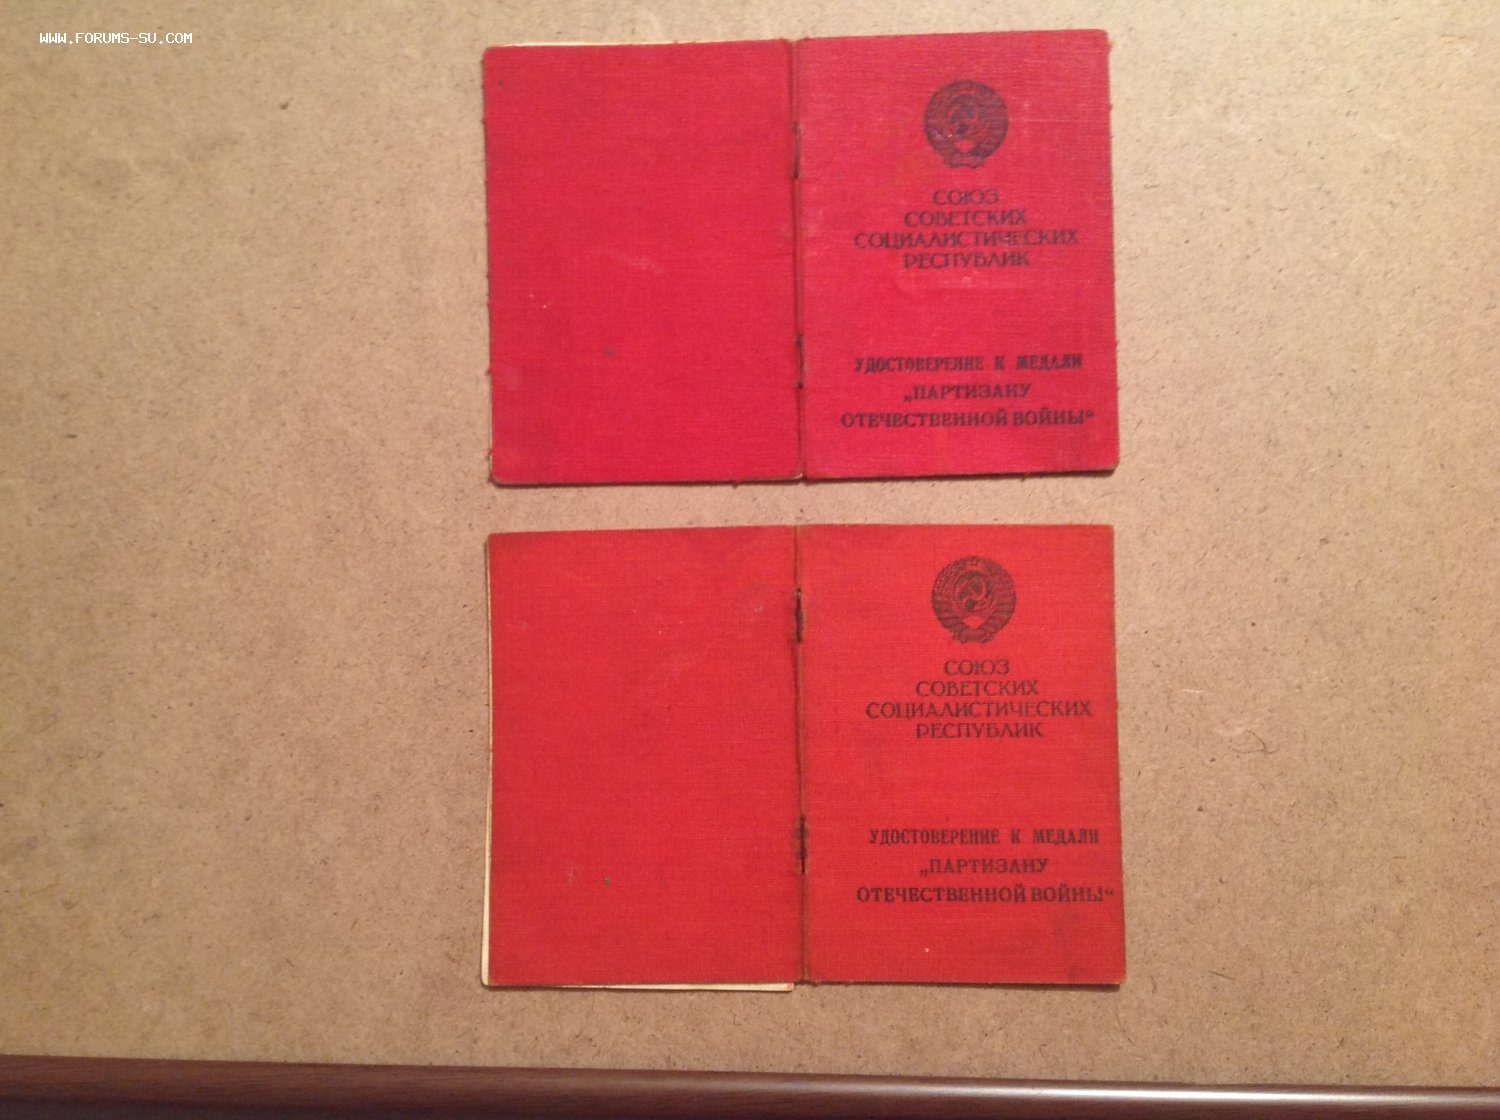 WWW.FORUMS-SU.COM
СОЮЗ
СОВЕТСКИХ
СОЦИАЛИСТИЧЕСКИХ
РЕСПУБЛИК
УДОСТОВЕРЕНИЕ К МЕДАЛИ
„ПАРТИЗАНУ
ОТЕЧЕСТВЕННОЙ ВОЙНЫ“
СОЮЗ
СОВЕТСКИХ
СОЦИАЛИСТИЧЕСКИХ
РЕСПУБЛИК
УДОСТОВЕРЕНИЕ К МЕДАЛИ
„ПАРТИЗАНУ
ОТЕЧЕСТВЕННОЙ ВОЙНЫ“